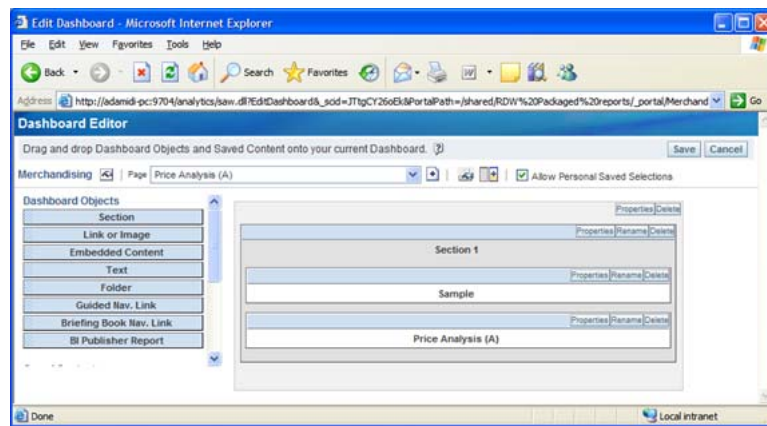 Edit Dashboard - Microsoft Internet Explorer
File Edit View Favorites Tools Help
Back Search Favorites
Address http://adamidi-pc:9704/analytics/saw.dll?EditDashboard&_scid=JTtgCY26oEk&PortalPath=/shared/RDW%20Packaged%20reports/_portal/Merchand Go
Dashboard Editor
Drag and drop Dashboard Objects and Saved Content onto your current Dashboard. Save Cancel
Merchandising Page Price Analysis (A) Allow Personal Saved Selections
Dashboard Objects
Section
Link or Image
Embedded Content
Text
Folder
Guided Nav. Link
Briefing Book Nav. Link
BI Publisher Report
Properties Delete
Properties Rename Delete
Section 1
Properties Rename Delete
Sample
Properties Rename Delete
Price Analysis (A)
Done Local intranet